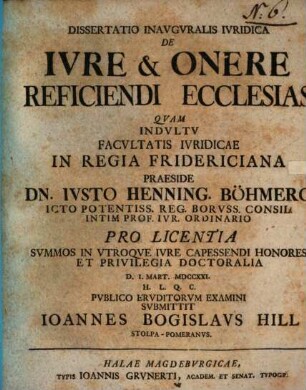 N: 6.
DISSERTATIO INAVGVRALIS IVRIDICA
DE
IVRE & ONERE
REFICIENDI ECCLESIAS
QVAM
INDVLTV
FACVLTATIS IVRIDICAE
IN REGIA FRIDERICIANA
PRAESIDE
DN. IVSTO HENNING. BÖHMERO
ICTO POTENTISS. REG. BORVSS. CONSIL.
INTIM PROF. IVR. ORDINARIO
PRO LICENTIA
SVMMOS IN VTROQVE IVRE CAPESSENDI HONORES
ET PRIVILEGIA DOCTORALIA
D. I. MART. MDCCXXI.
H. L. Q. C.
PVBLICO ERVDITORVM EXAMINI
SVBMITTIT
IOANNES BOGISLAVS HILL
STOLPA-POMERANVS.
HALAE MAGDEBVRGICAE,
TYPIS IOANNIS GRVNERTI, ACADEM. ET SENAT. TYPOGR.